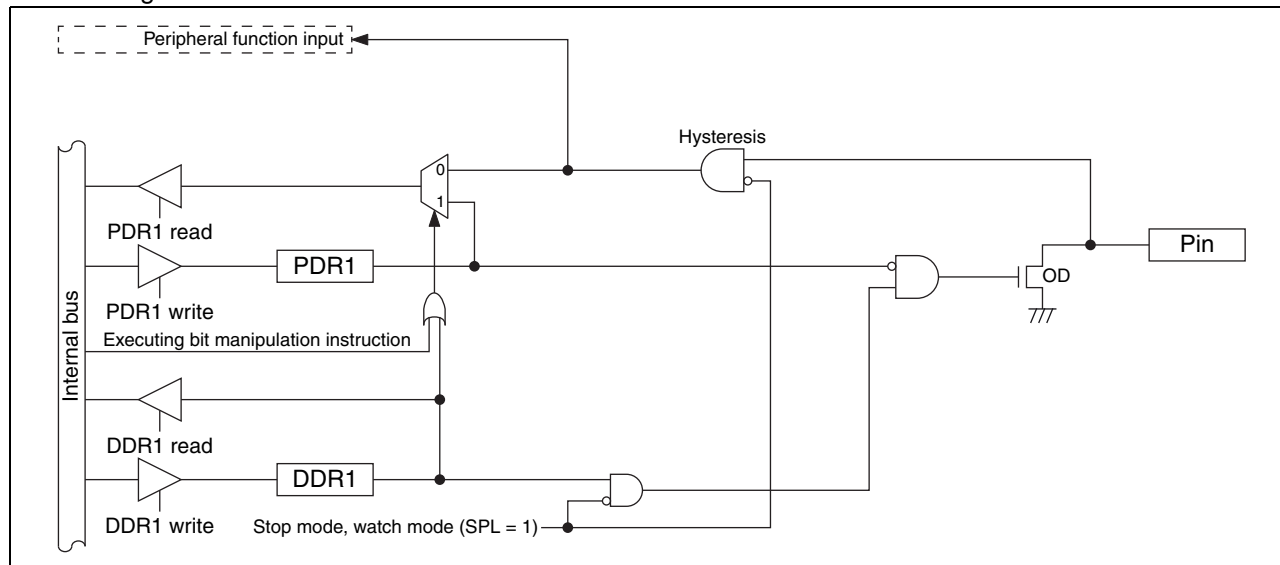 Peripheral function input
Hysteresis
0
1
PDR1 read
Pin
PDR1
OD
PDR1 write
Internal bus
Executing bit manipulation instruction
DDR1 read
DDR1
DDR1 write
Stop mode, watch mode (SPL = 1)